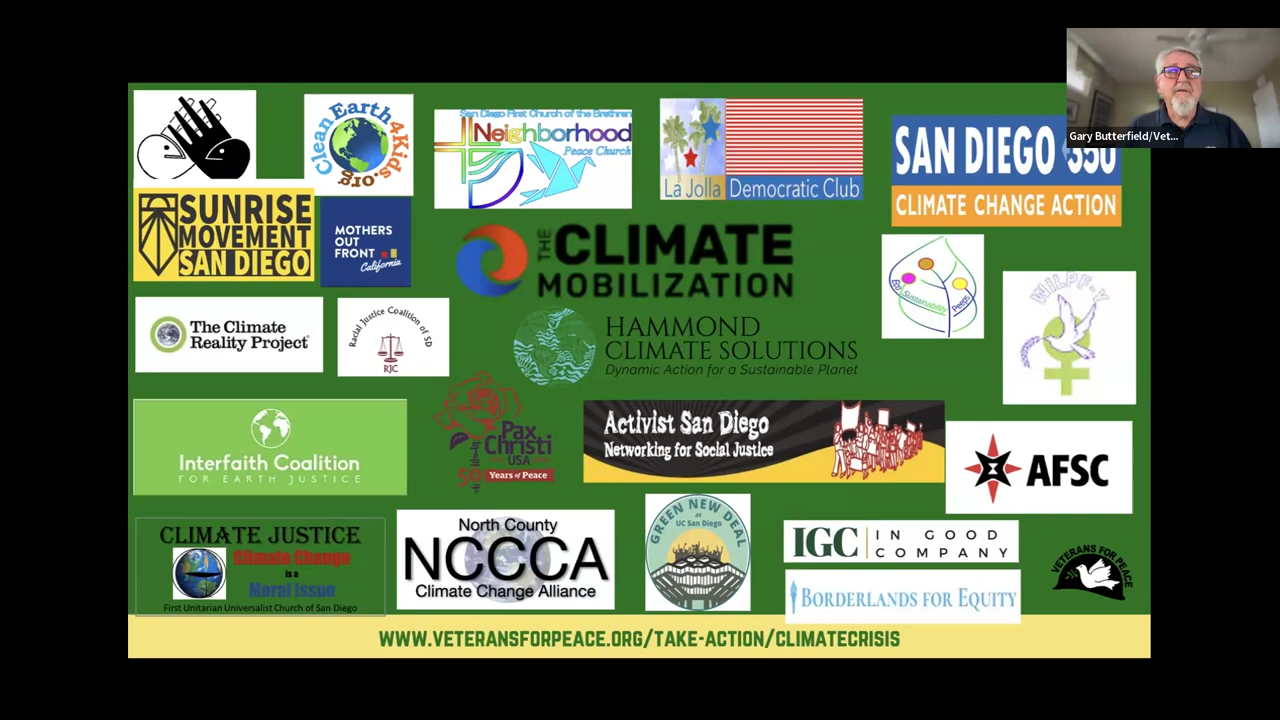 Gary Butterfield/Vet...
CleanEarth4Kids.org
San Diego First Church of the Brethren
Neighborhood
Peace Church
La Jolla Democratic Club
SAN DIEGO 350
CLIMATE CHANGE ACTION
SUNRISE
MOVEMENT
SAN DIEGO
MOTHERS
OUT
FRONT
California
THE CLIMATE
MOBILIZATION
Eco Sustainability Peeps
WILPF
The Climate
Reality Project
Racial Justice Coalition of SD
RJC
HAMMOND
CLIMATE SOLUTIONS
Dynamic Action for a Sustainable Planet
Interfaith Coalition
FOR EARTH JUSTICE
Pax
Christi
USA
50 Years of Peace
Activist San Diego
Networking for Social Justice
AFSC
CLIMATE JUSTICE
Climate Change
is a
Moral Issue
First Unitarian Universalist Church of San Diego
North County
NCCCA
Climate Change Alliance
GREEN NEW DEAL
at
UC San Diego
IGC IN GOOD
COMPANY
BORDERLANDS FOR EQUITY
VETERANS FOR PEACE
WWW.VETERANSFORPEACE.ORG/TAKE-ACTION/CLIMATECRISIS